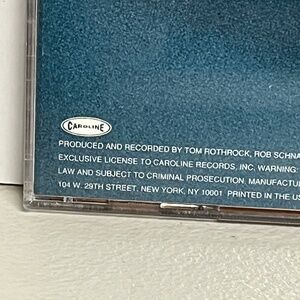 CAROLINE
PRODUCED AND RECORDED BY TOM ROTHROCK, ROB SCHNA
EXCLUSIVE LICENSE TO CAROLINE RECORDS, INC. WARNING:
LAW AND SUBJECT TO CRIMINAL PROSECUTION. MANUFACTU
104 W. 29TH STREET, NEW YORK, NY 10001 PRINTED IN THE US